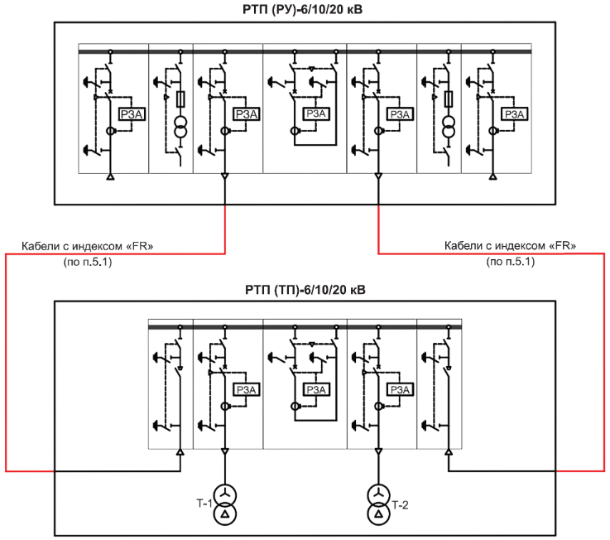 РТП (РУ)-6/10/20 кВ
РЗА
РЗА
РЗА
РЗА
РЗА
Кабели с индексом «FR»
(по п.5.1)
Кабели с индексом «FR»
(по п.5.1)
РТП (ТП)-6/10/20 кВ
РЗА
РЗА
РЗА
Т-1
Т-2